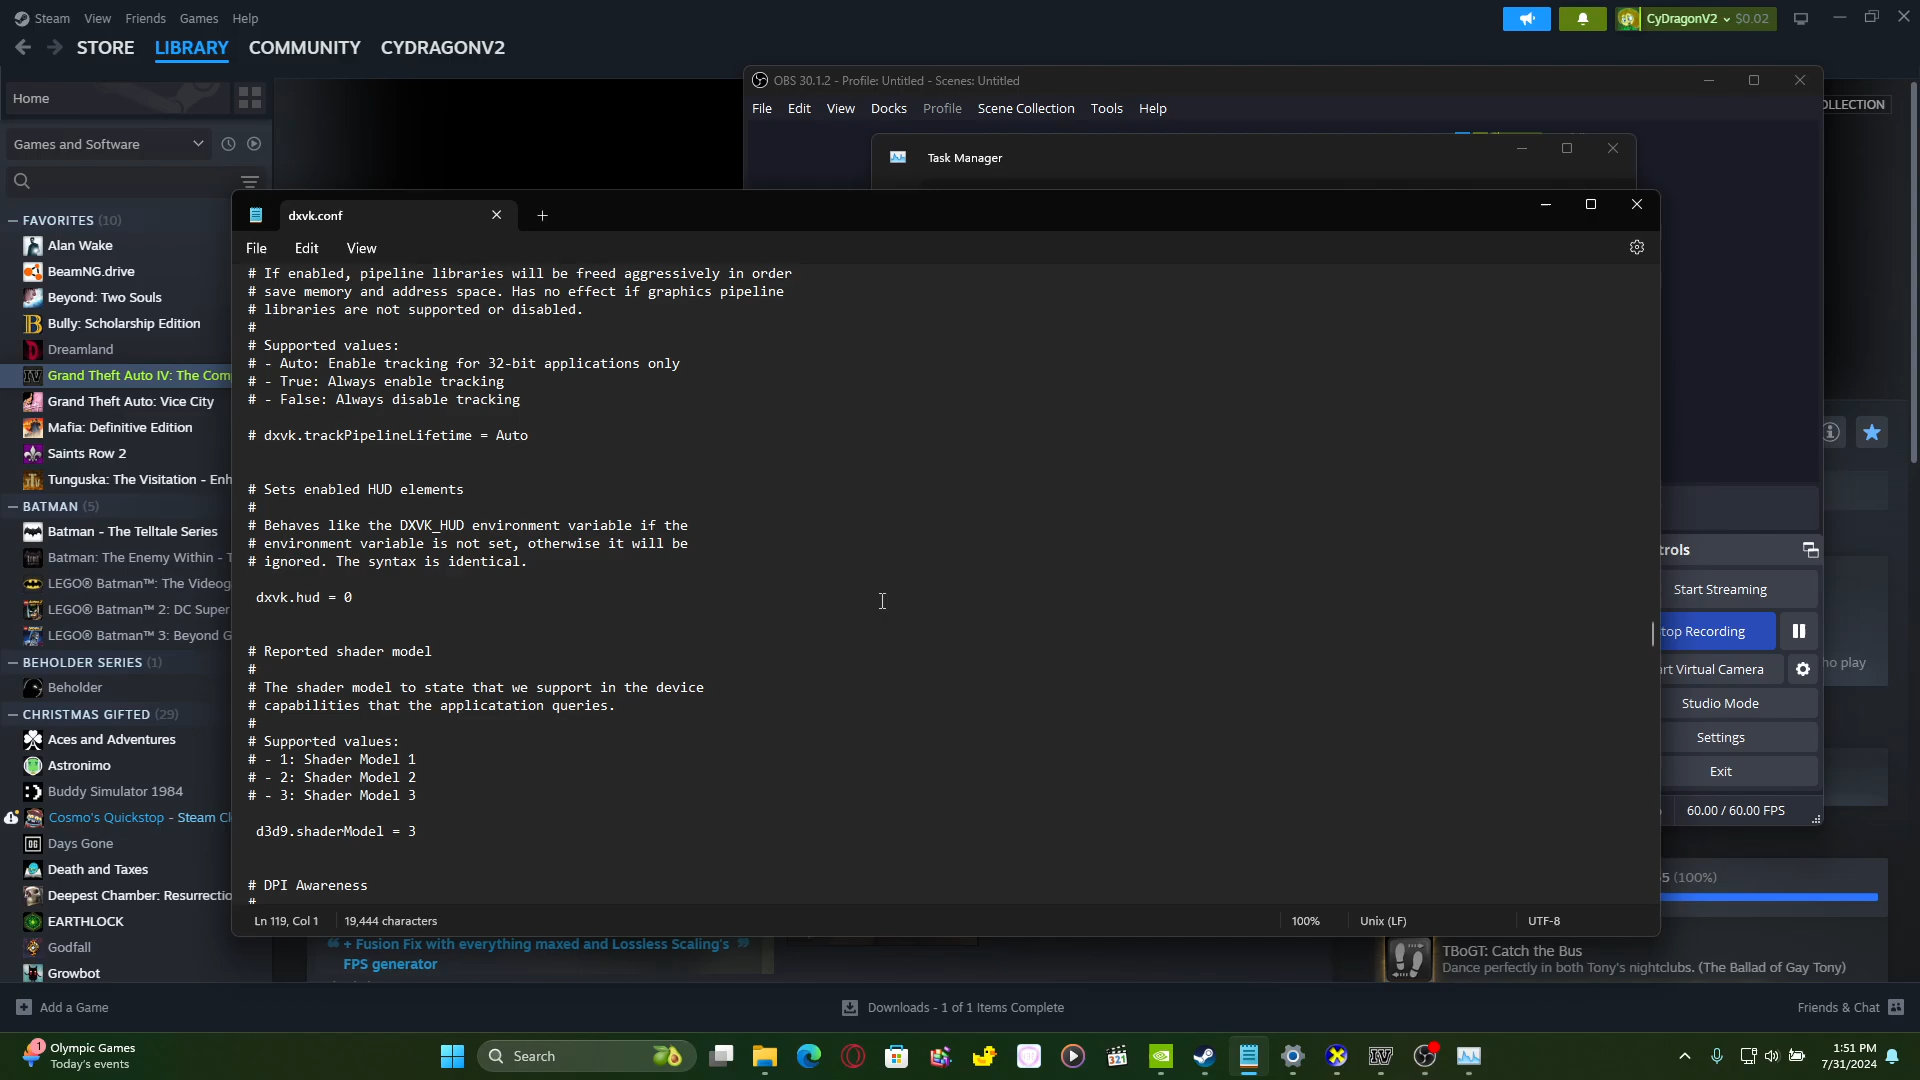 Steam View Friends Games Help
CyDragonV2 $0.02
STORE LIBRARY COMMUNITY CYDRAGONV2
Home
OBS 30.1.2 - Profile: Untitled - Scenes: Untitled
File Edit View Docks Profile Scene Collection Tools Help
OLLECTION
Games and Software
Task Manager
dxvk.conf
File Edit View
FAVORITES (10)
Alan Wake
BeamNG.drive
Beyond: Two Souls
Bully: Scholarship Edition
Dreamland
Grand Theft Auto IV: The Com
Grand Theft Auto: Vice City
Mafia: Definitive Edition
Saints Row 2
Tunguska: The Visitation - Enh
BATMAN (5)
Batman - The Telltale Series
Batman: The Enemy Within - T
LEGO® Batman™: The Videog
LEGO® Batman™ 2: DC Super
LEGO® Batman™ 3: Beyond G
BEHOLDER SERIES (1)
Beholder
CHRISTMAS GIFTED (29)
Aces and Adventures
Astronimo
Buddy Simulator 1984
Cosmo's Quickstop - Steam Cl
Days Gone
Death and Taxes
Deepest Chamber: Resurrectio
EARTHLOCK
Godfall
Growbot
# If enabled, pipeline libraries will be freed aggressively in order
# save memory and address space. Has no effect if graphics pipeline
# libraries are not supported or disabled.
#
# Supported values:
# - Auto: Enable tracking for 32-bit applications only
# - True: Always enable tracking
# - False: Always disable tracking
# dxvk.trackPipelineLifetime = Auto
# Sets enabled HUD elements
#
# Behaves like the DXVK_HUD environment variable if the
# environment variable is not set, otherwise it will be
# ignored. The syntax is identical.
dxvk.hud = 0
# Reported shader model
#
# The shader model to state that we support in the device
# capabilities that the applicatation queries.
#
# Supported values:
# - 1: Shader Model 1
# - 2: Shader Model 2
# - 3: Shader Model 3
d3d9.shaderModel = 3
# DPI Awareness
#
Ln 119, Col 1 19,444 characters 100% Unix (LF) UTF-8
trols
Start Streaming
top Recording
art Virtual Camera
Studio Mode
Settings
Exit
60.00 / 60.00 FPS
ho play
5 (100%)
+ Fusion Fix with everything maxed and Lossless Scaling's
FPS generator
TBoGT: Catch the Bus
Dance perfectly in both Tony's nightclubs. (The Ballad of Gay Tony)
Add a Game
Downloads - 1 of 1 Items Complete
Friends & Chat
1
Olympic Games
Today's events
Search
321
IV
1:51 PM
7/31/2024